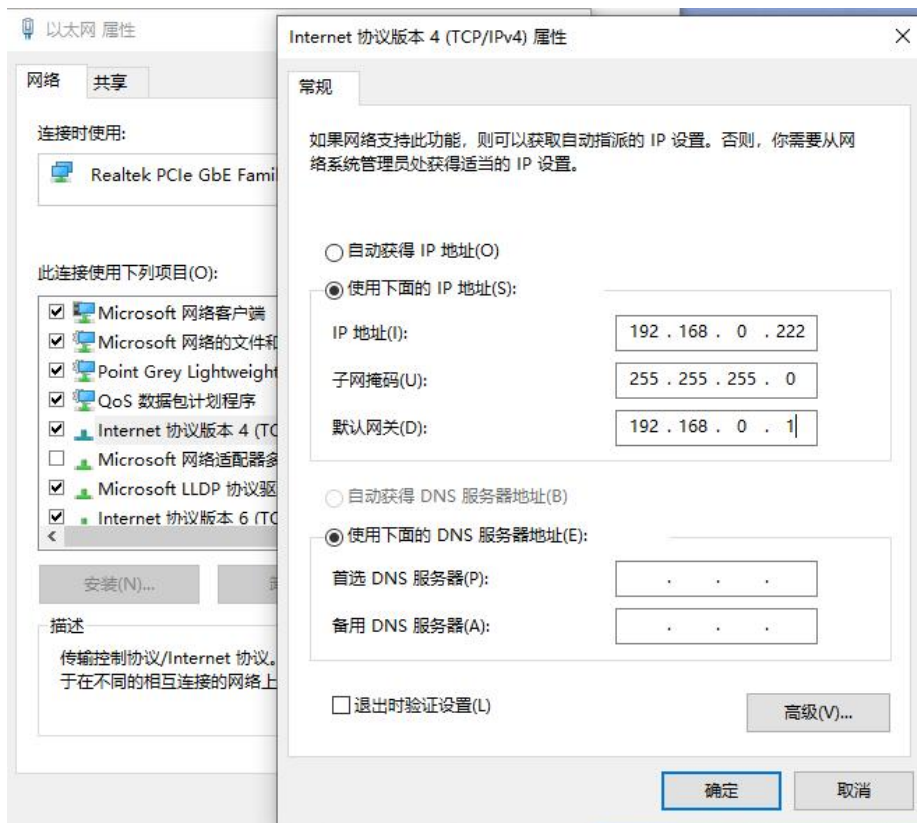 以太网 属性
网络
共享
连接时使用:
Realtek PCIe GbE Fami
此连接使用下列项目(O):
Microsoft 网络客户端
Microsoft 网络的文件和
Point Grey Lightweight
QoS 数据包计划程序
Internet 协议版本 4 (TC
Microsoft 网络适配器多
Microsoft LLDP 协议驱
Internet 协议版本 6 (TC
安装(N)...
描述
传输控制协议/Internet 协议。
于在不同的相互连接的网络上
Internet 协议版本 4 (TCP/IPv4) 属性
常规
如果网络支持此功能，则可以获取自动指派的 IP 设置。否则，你需要从网
络系统管理员处获得适当的 IP 设置。
自动获得 IP 地址(O)
使用下面的 IP 地址(S):
IP 地址(I): 192 . 168 . 0 . 222
子网掩码(U): 255 . 255 . 255 . 0
默认网关(D): 192 . 168 . 0 . 1
自动获得 DNS 服务器地址(B)
使用下面的 DNS 服务器地址(E):
首选 DNS 服务器(P): . . .
备用 DNS 服务器(A): . . .
退出时验证设置(L)
高级(V)...
确定
取消